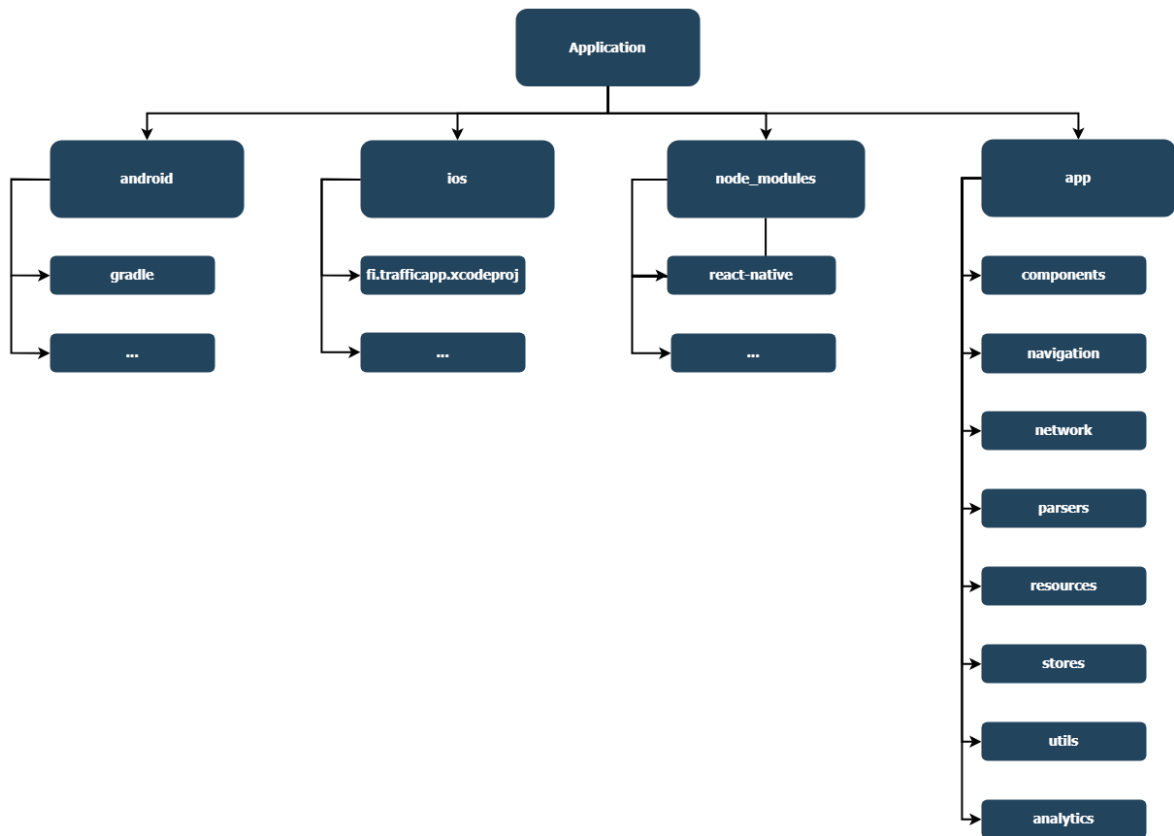 Application
android
ios
node_modules
app
gradle
fi.trafficapp.xcodeproj
react-native
components
...
...
...
navigation
network
parsers
resources
stores
utils
analytics